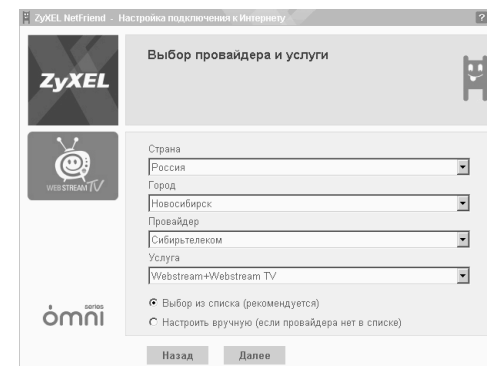 ZyXEL NetFriend - Настройка подключения к Интернету
?
ZyXEL
Выбор провайдера и услуги
WEBSTREAM TV
Страна
Россия
Город
Новосибирск
Провайдер
Сибирьтелеком
Услуга
Webstream+Webstream TV
Выбор из списка (рекомендуется)
Настроить вручную (если провайдера нет в списке)
ömni series
Назад Далее